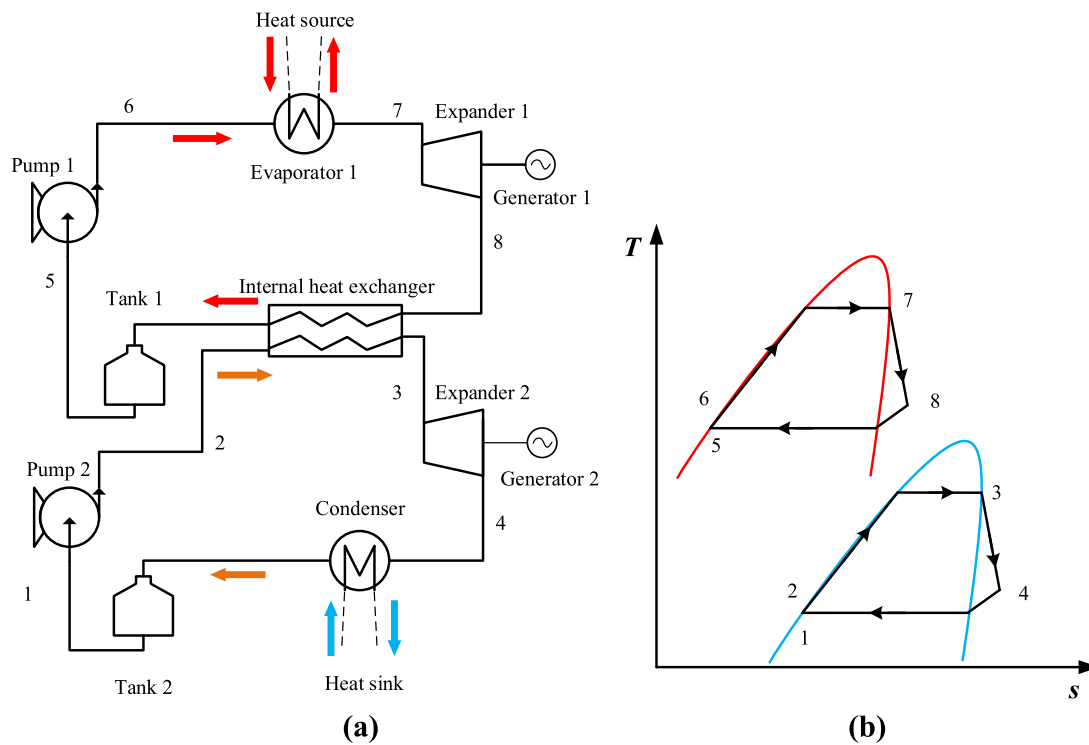 Heat source
6
7
Expander 1
Pump 1
Evaporator 1
Generator 1
8
5
Internal heat exchanger
Tank 1
3
Expander 2
2
Pump 2
Generator 2
Condenser
4
1
Tank 2
Heat sink
(a)
T
7
6
8
5
3
2
4
1
s
(b)